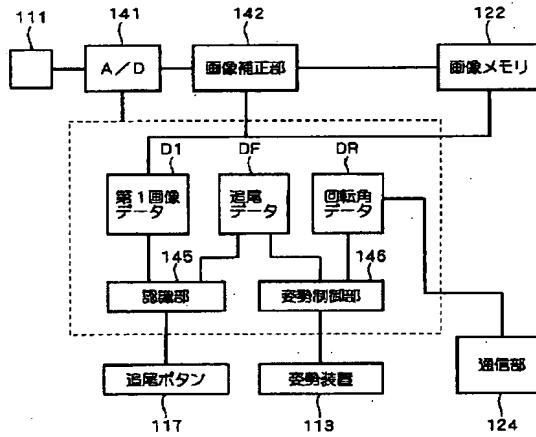 111
141
142
122
A/D
画像補正部
画像メモリ
D1
DF
DR
第1画像
データ
追尾
データ
回転角
データ
145
146
認識部
姿勢制御部
追尾ボタン
姿勢装置
通信部
117
113
124